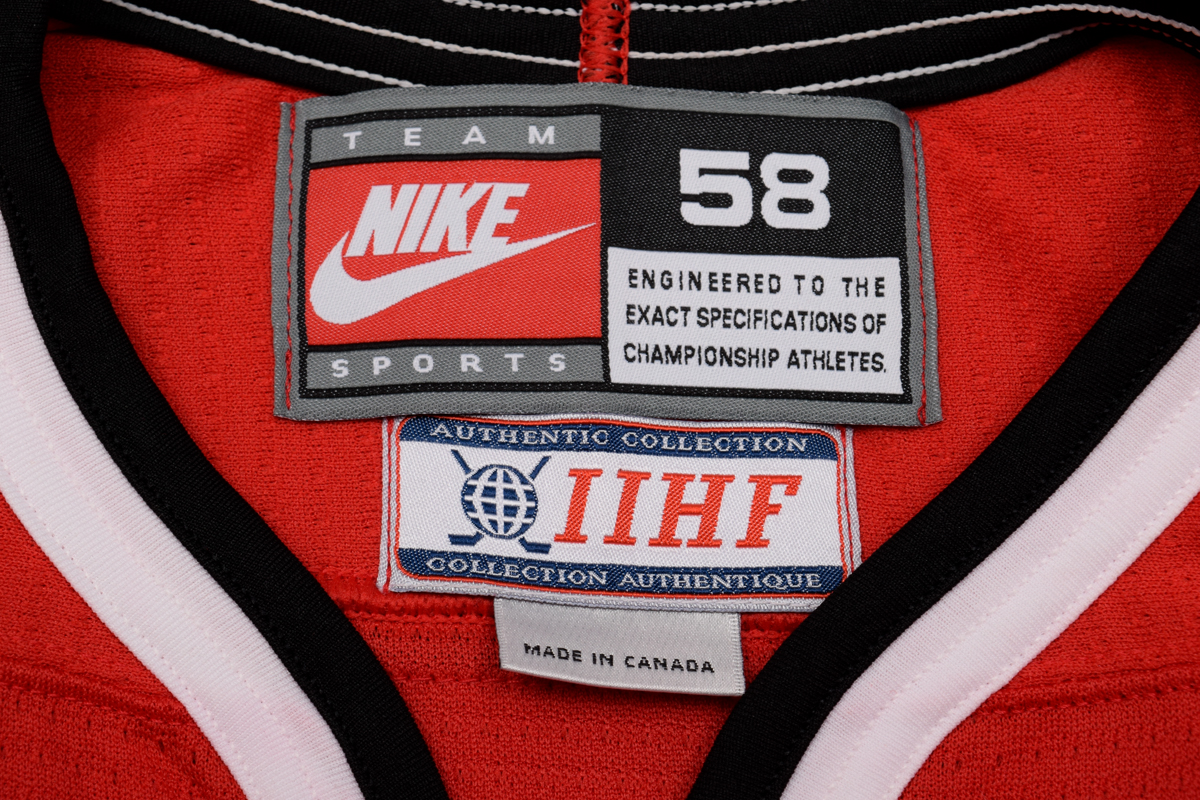 TEAM
NIKE
SPORTS
58
ENGINEERED TO THE
EXACT SPECIFICATIONS OF
CHAMPIONSHIP ATHLETES.
AUTHENTIC COLLECTION
IIHF
COLLECTION AUTHENTIQUE
MADE IN CANADA